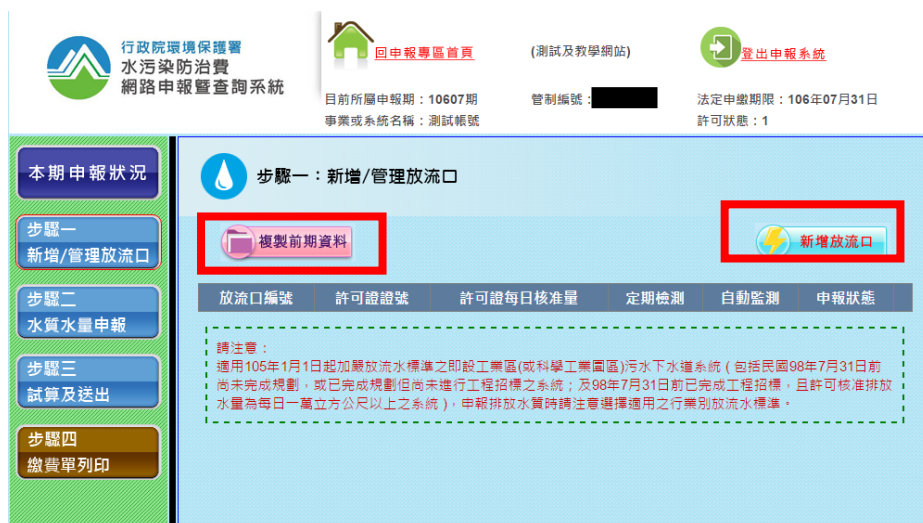 行政院環境保護署
水污染防治費
網路申報暨查詢系統
回申報專區首頁
(測試及教學網站)
登出申報系統
目前所屬申報期：10607期
管制編號：
法定申繳期限：106年07月31日
事業或系統名稱：測試帳號
許可狀態：1
本期申報狀況
步驟一
新增/管理放流口
步驟二
水質水量申報
步驟三
試算及送出
步驟四
繳費單列印
步驟一：新增/管理放流口
複製前期資料
新增放流口
放流口編號 許可證證號 許可證每日核准量 定期檢測 自動監測 申報狀態
請注意：
適用105年1月1日起加嚴放流水標準之即設工業區(或科學工業園區)污水下水道系統 ( 包括民國98年7月31日前
尚未完成規劃，或已完成規劃但尚未進行工程招標之系統；及98年7月31日前已完成工程招標，且許可核准排放
水量為每日一萬立方公尺以上之系統 )，申報排放水質時請注意選擇適用之行業別放流水標準。